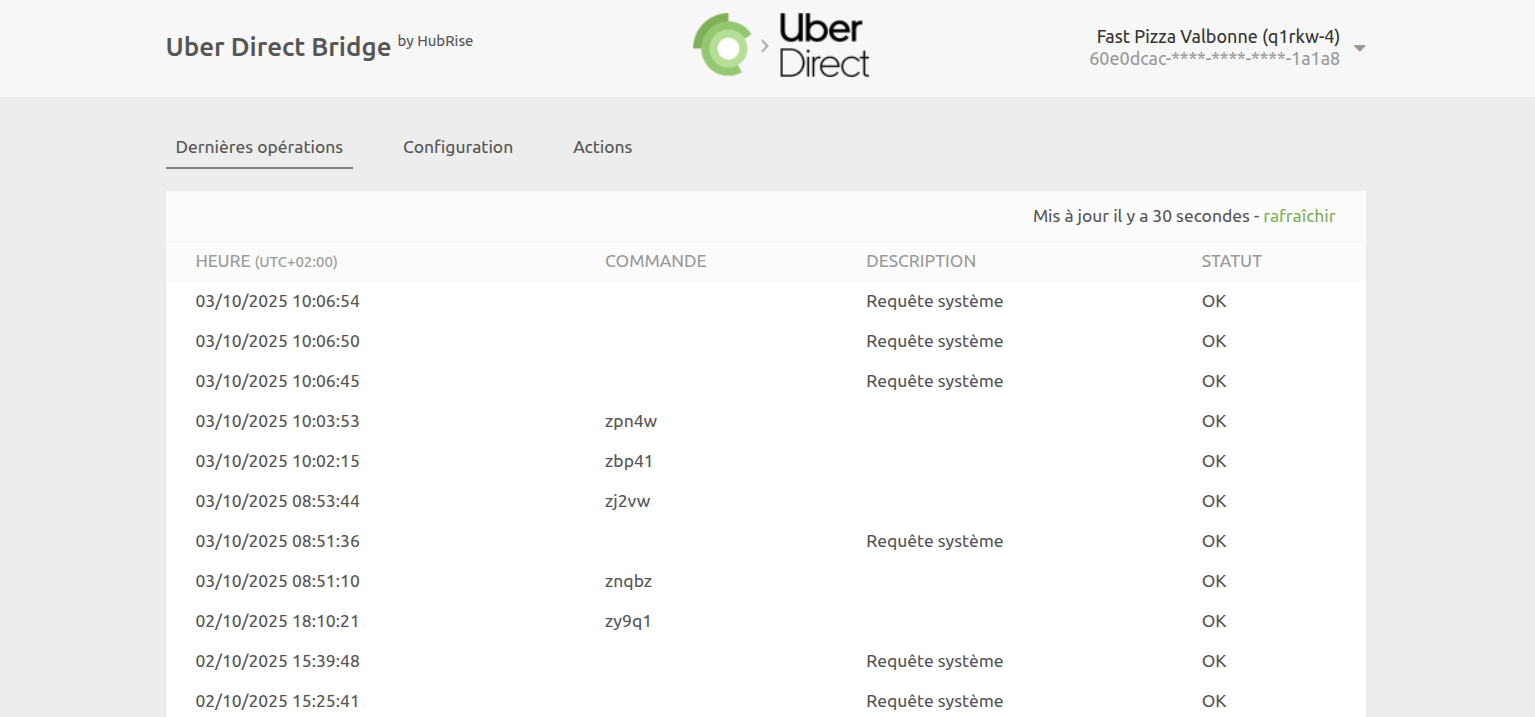 Uber Direct Bridge by HubRise
Uber
Direct
Fast Pizza Valbonne (q1rkw-4)
60e0dcac-****-****-****-1a1a8
Dernières opérations Configuration Actions
Mis à jour il y a 30 secondes - rafraîchir
HEURE (UTC+02:00) COMMANDE DESCRIPTION STATUT
03/10/2025 10:06:54 Requête système OK
03/10/2025 10:06:50 Requête système OK
03/10/2025 10:06:45 Requête système OK
03/10/2025 10:03:53 zpn4w OK
03/10/2025 10:02:15 zbp41 OK
03/10/2025 08:53:44 zj2vw OK
03/10/2025 08:51:36 Requête système OK
03/10/2025 08:51:10 znqbz OK
02/10/2025 18:10:21 zy9q1 OK
02/10/2025 15:39:48 Requête système OK
02/10/2025 15:25:41 Requête système OK